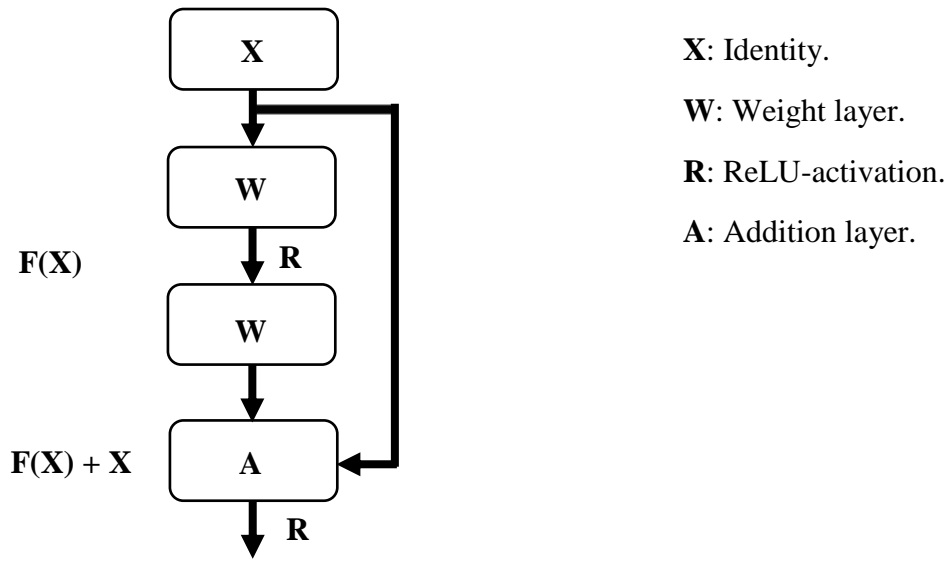 X
W
R
F(X)
W
F(X) + X
A
R
X: Identity.
W: Weight layer.
R: ReLU-activation.
A: Addition layer.